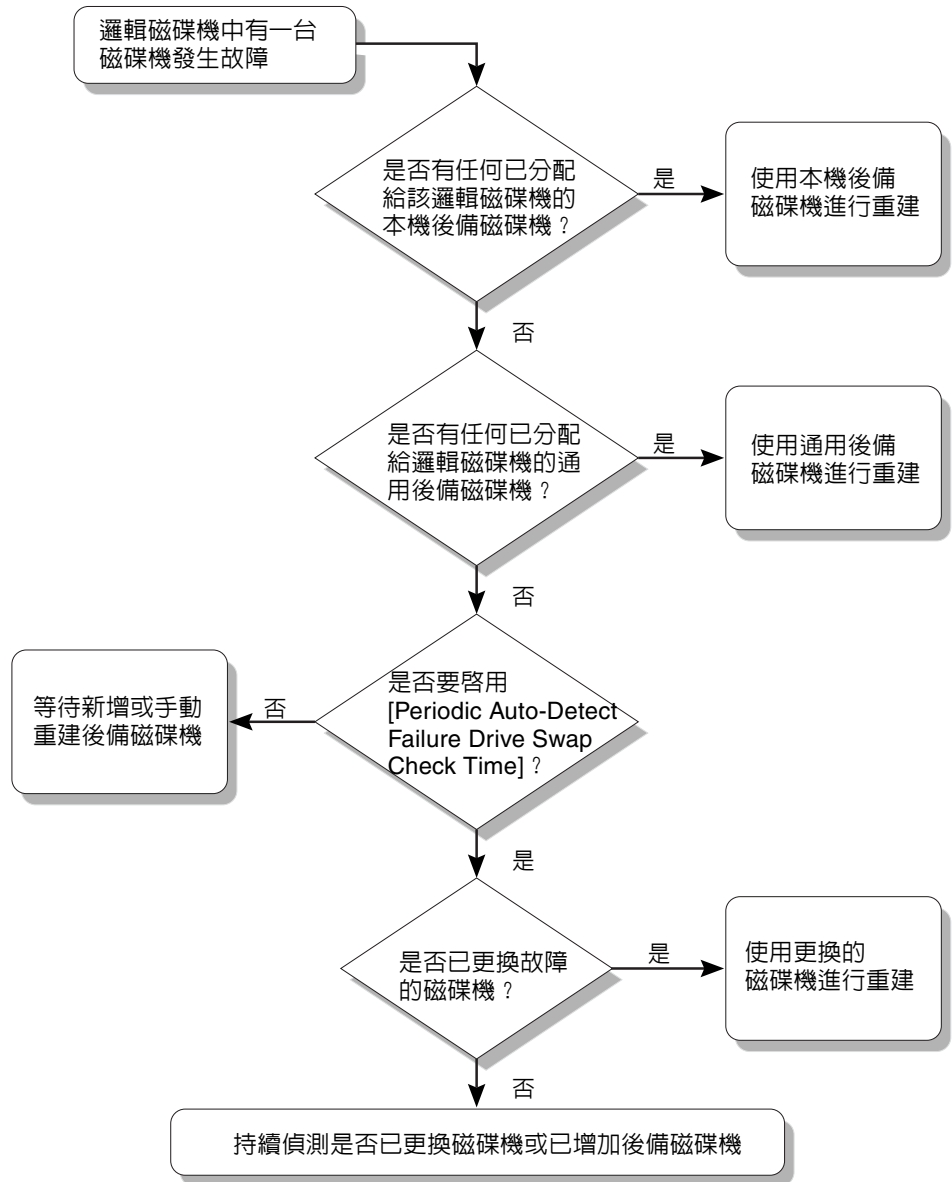 邏輯磁碟機中有一台
磁碟機發生故障
是否有任何已分配
給該邏輯磁碟機的
本機後備磁碟機？
是
使用本機後備
磁碟機進行重建
否
是否有任何已分配
給邏輯磁碟機的通
用後備磁碟機？
是
使用通用後備
磁碟機進行重建
否
是否要啓用
[Periodic Auto-Detect
Failure Drive Swap
Check Time]？
否
等待新增或手動
重建後備磁碟機
是
是否已更換故障
的磁碟機？
是
使用更換的
磁碟機進行重建
否
持續偵測是否已更換磁碟機或已增加後備磁碟機